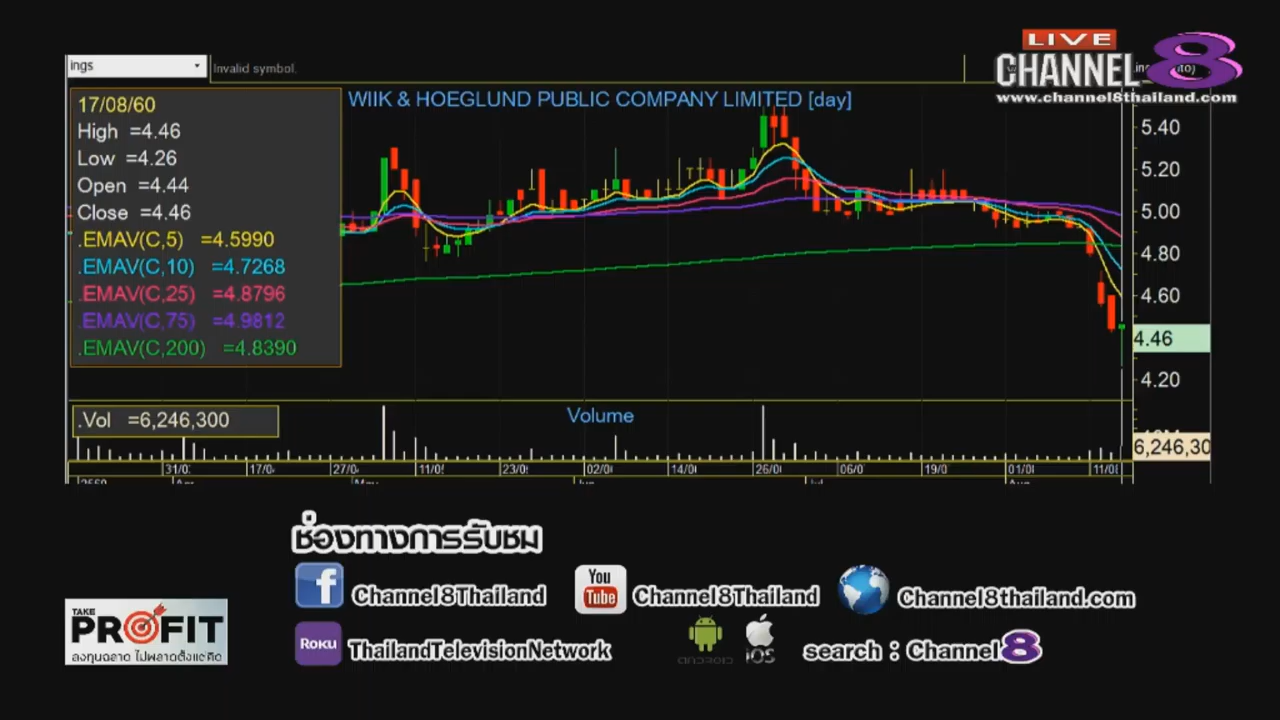 LIVE
CHANNEL 8
www.channel8thailand.com
ings
Invalid symbol.
WIIK & HOEGLUND PUBLIC COMPANY LIMITED [day]
17/08/60
High =4.46
Low =4.26
Open =4.44
Close =4.46
.EMAV(C,5) =4.5990
.EMAV(C,10) =4.7268
.EMAV(C,25) =4.8796
.EMAV(C,75) =4.9812
.EMAV(C,200) =4.8390
5.40
5.20
5.00
4.80
4.60
4.46
4.20
.Vol =6,246,300
Volume
6,246,30
31/0 17/0 27/0 11/0 23/0 02/0 14/0 26/0 06/0 19/0 01/0 11/08
ช่องทางการรับชม
f Channel8Thailand You Tube Channel8Thailand Channel8thailand.com
ROKU ThailandTelevisionNetwork ANDROID iOS search : Channel8
TAKE
PROFIT
ลงทุนฉลาด ไม่พลาดตั้งแต่คิด